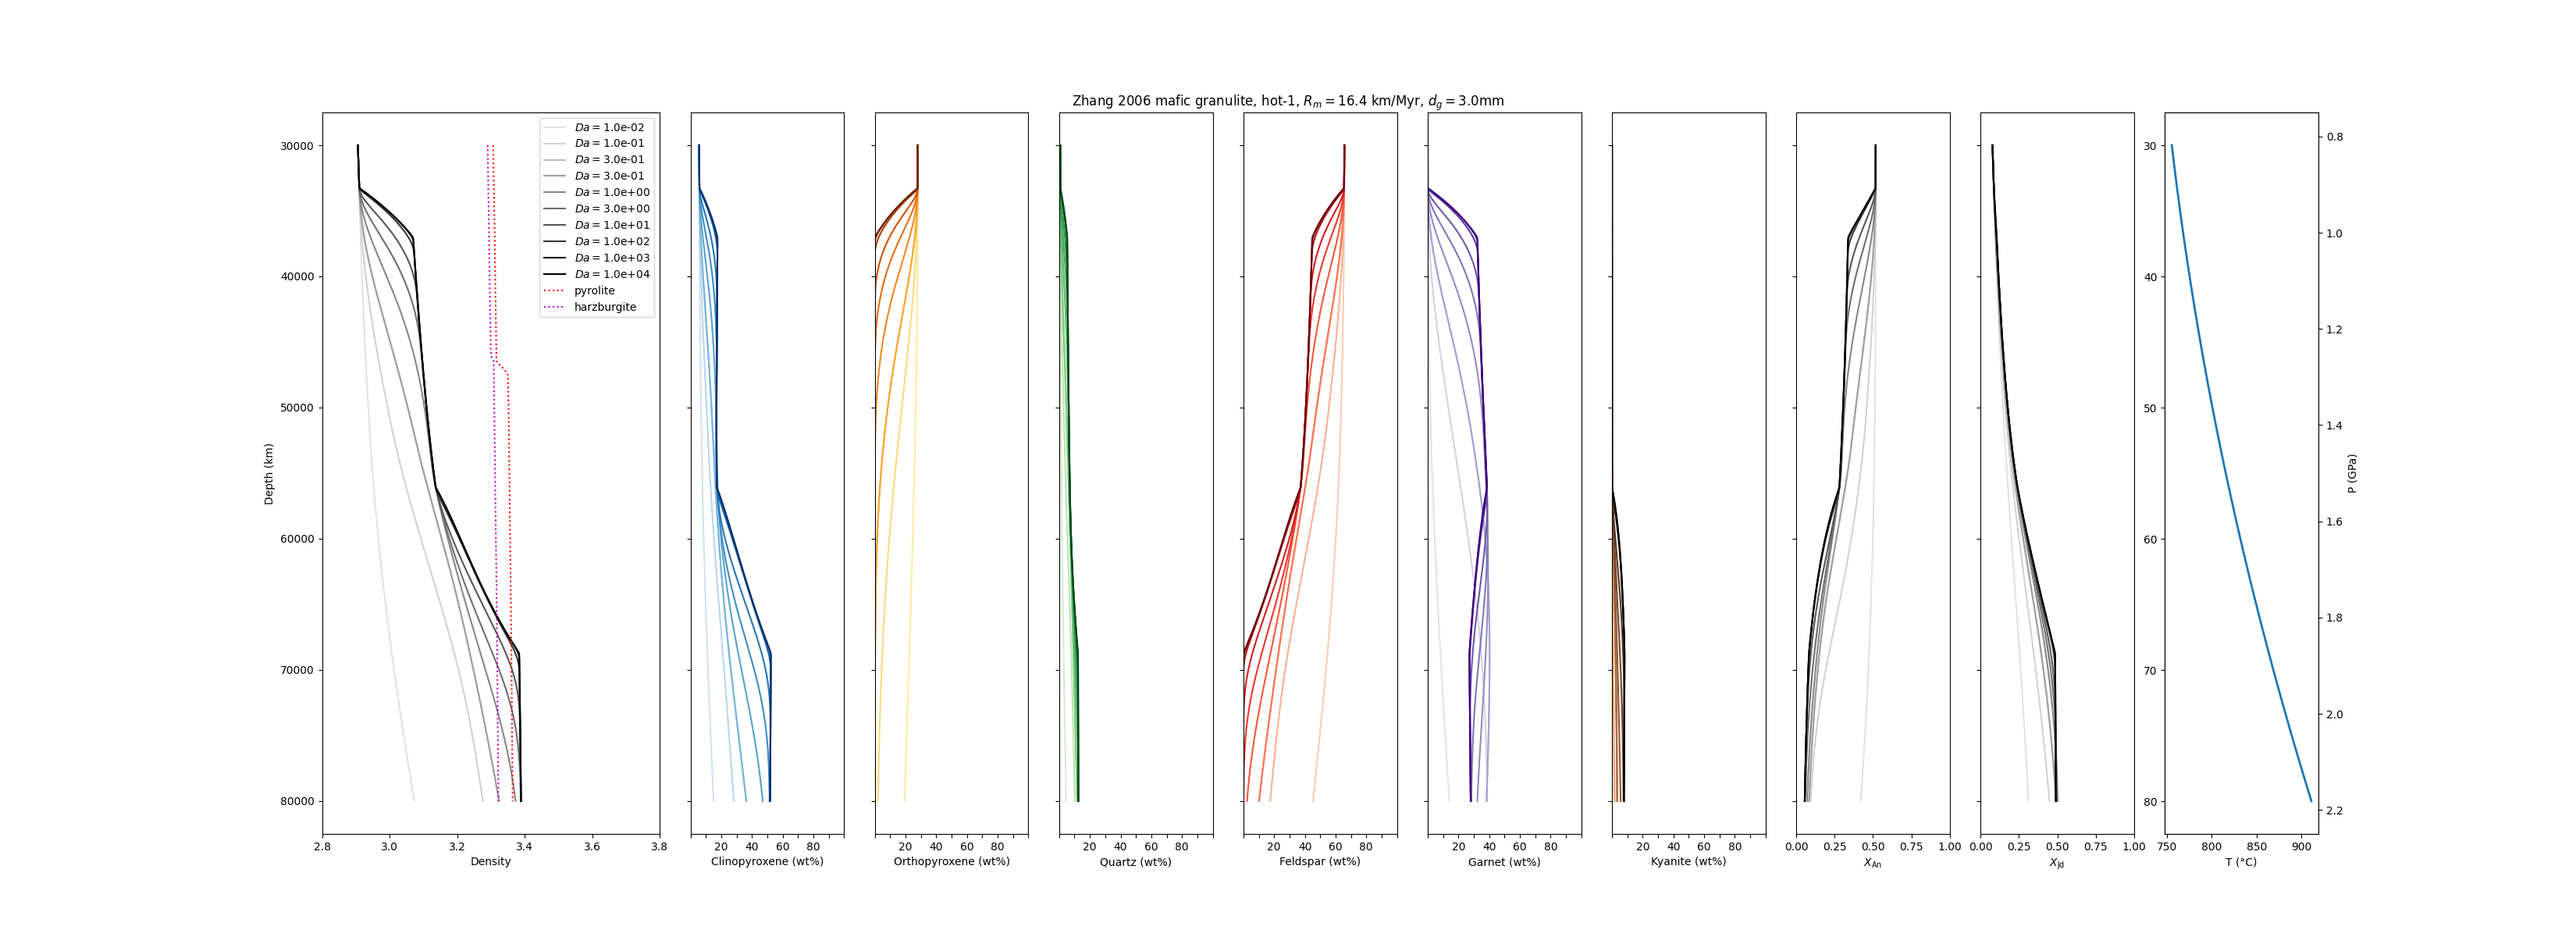 Zhang 2006 mafic granulite, hot-1, R_m = 16.4 km/Myr, d_g = 3.0mm
Da = 1.0e-02
Da = 1.0e-01
Da = 3.0e-01
Da = 3.0e-01
Da = 1.0e+00
Da = 3.0e+00
Da = 1.0e+01
Da = 1.0e+02
Da = 1.0e+03
Da = 1.0e+04
pyrolite
harzburgite
30000
40000
50000
60000
70000
80000
Depth (km)
2.8 3.0 3.2 3.4 3.6 3.8
Density
20 40 60 80
Clinopyroxene (wt%)
20 40 60 80
Orthopyroxene (wt%)
20 40 60 80
Quartz (wt%)
20 40 60 80
Feldspar (wt%)
20 40 60 80
Garnet (wt%)
20 40 60 80
Kyanite (wt%)
0.00 0.25 0.50 0.75 1.00
X_An
0.00 0.25 0.50 0.75 1.00
X_Jd
30
40
50
60
70
80
750 800 850 900
T (°C)
0.8
1.0
1.2
1.4
1.6
1.8
2.0
2.2
P (GPa)